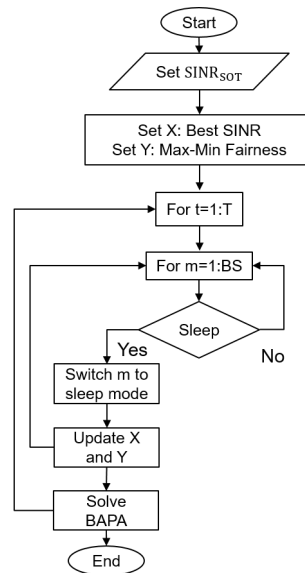 Start
Set SINR_SOT
Set X: Best SINR
Set Y: Max-Min Fairness
For t=1:T
For m=1:BS
Sleep
Yes
No
Switch m to
sleep mode
Update X
and Y
Solve
BAPA
End